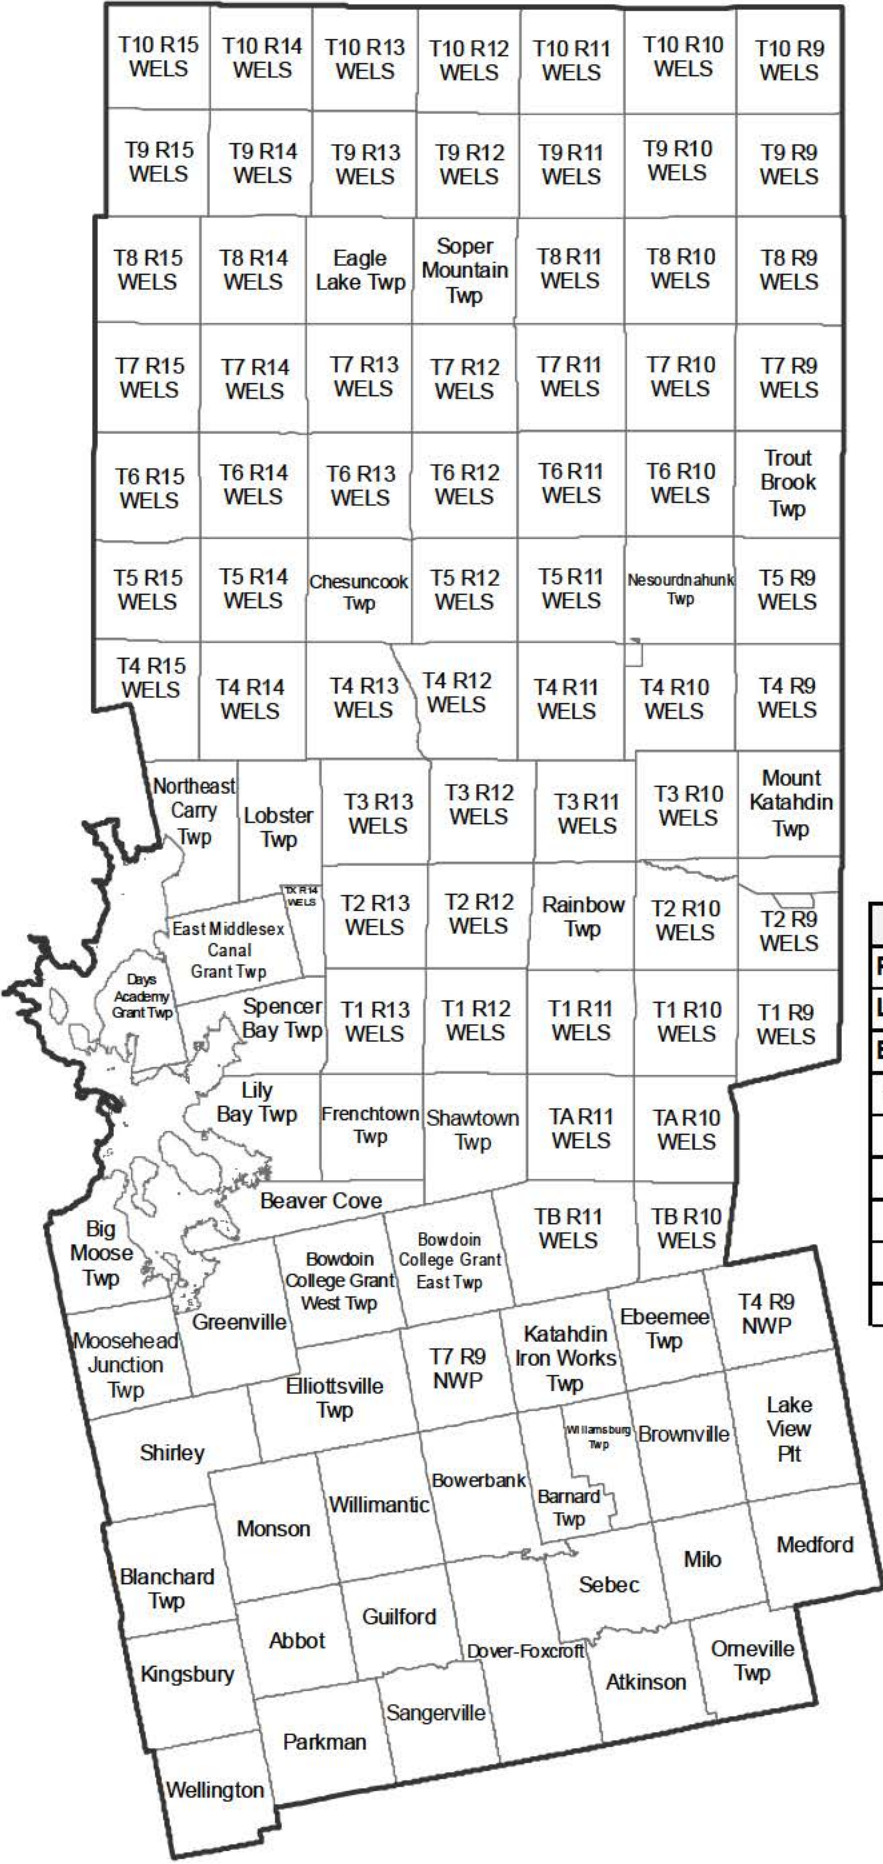 T10 R15
WELS
T10 R14
WELS
T10 R13
WELS
T10 R12
WELS
T10 R11
WELS
T10 R10
WELS
T10 R9
WELS
T9 R15
WELS
T9 R14
WELS
T9 R13
WELS
T9 R12
WELS
T9 R11
WELS
T9 R10
WELS
T9 R9
WELS
T8 R15
WELS
T8 R14
WELS
Eagle
Lake Twp
Soper
Mountain
Twp
T8 R11
WELS
T8 R10
WELS
T8 R9
WELS
T7 R15
WELS
T7 R14
WELS
T7 R13
WELS
T7 R12
WELS
T7 R11
WELS
T7 R10
WELS
T7 R9
WELS
T6 R15
WELS
T6 R14
WELS
T6 R13
WELS
T6 R12
WELS
T6 R11
WELS
T6 R10
WELS
Trout
Brook
Twp
T5 R15
WELS
T5 R14
WELS
Chesuncook
Twp
T5 R12
WELS
T5 R11
WELS
Nesourdnahunk
Twp
T5 R9
WELS
T4 R15
WELS
T4 R14
WELS
T4 R13
WELS
T4 R12
WELS
T4 R11
WELS
T4 R10
WELS
T4 R9
WELS
Northeast
Carry
Twp
Lobster
Twp
T3 R13
WELS
T3 R12
WELS
T3 R11
WELS
T3 R10
WELS
Mount
Katahdin
Twp
TX R14
WELS
T2 R13
WELS
T2 R12
WELS
Rainbow
Twp
T2 R10
WELS
T2 R9
WELS
East Middlesex
Canal
Grant Twp
Days
Academy
Grant Twp
Spencer
Bay Twp
T1 R13
WELS
T1 R12
WELS
T1 R11
WELS
T1 R10
WELS
T1 R9
WELS
Lily
Bay Twp
Frenchtown
Twp
Shawtown
Twp
TA R11
WELS
TA R10
WELS
Beaver Cove
Big
Moose
Twp
Bowdoin
College Grant
West Twp
Bowdoin
College Grant
East Twp
TB R11
WELS
TB R10
WELS
Moosehead
Junction
Twp
Greenville
Elliottsville
Twp
T7 R9
NWP
Katahdin
Iron Works
Twp
Ebeemee
Twp
T4 R9
NWP
Shirley
Williamsburg
Twp
Brownville
Lake
View
Plt
Monson
Willimantic
Bowerbank
Barnard
Twp
Blanchard
Twp
Sebec
Milo
Medford
Abbot
Guilford
Kingsbury
Dover-Foxcroft
Atkinson
Orneville
Twp
Sangerville
Parkman
Wellington